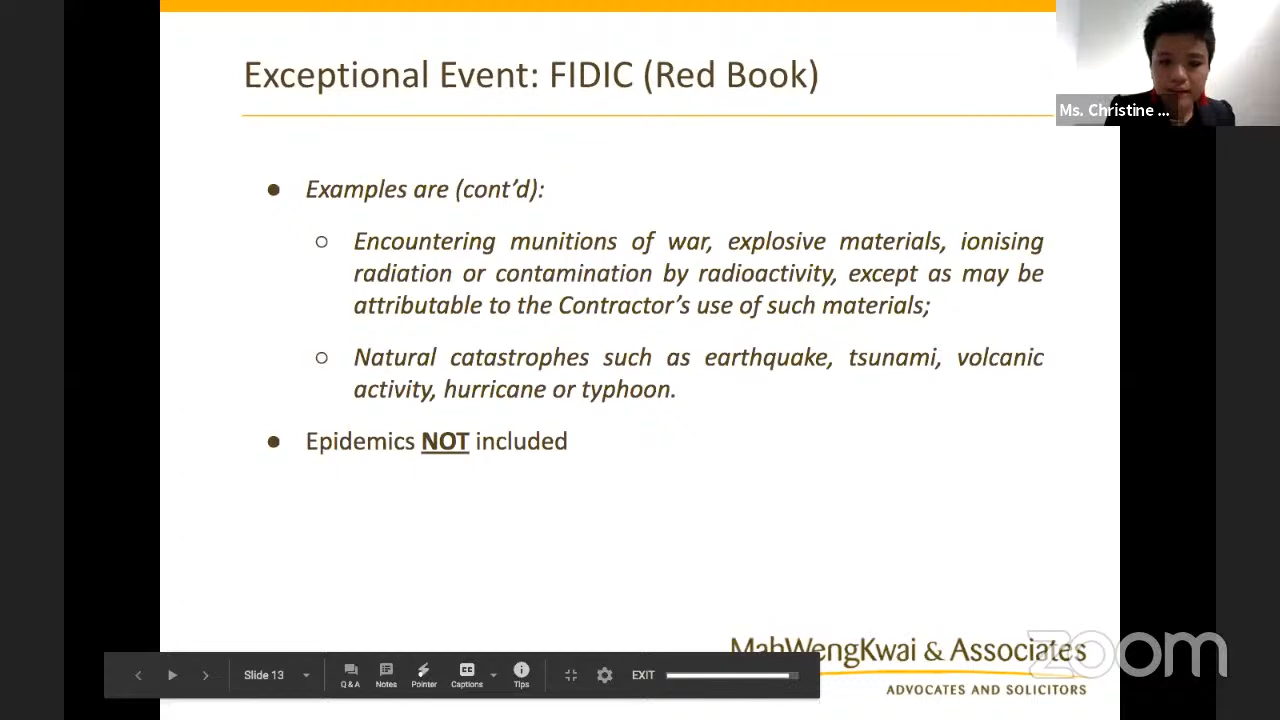 Exceptional Event: FIDIC (Red Book)
Ms. Christine ...
● Examples are (cont’d):
○ Encountering munitions of war, explosive materials, ionising
radiation or contamination by radioactivity, except as may be
attributable to the Contractor’s use of such materials;
○ Natural catastrophes such as earthquake, tsunami, volcanic
activity, hurricane or typhoon.
● Epidemics NOT included
MahWengKwai & Associates
ADVOCATES AND SOLICITORS
zoom
Slide 13
Q & A
Notes
Pointer
CC
Captions
Tips
EXIT